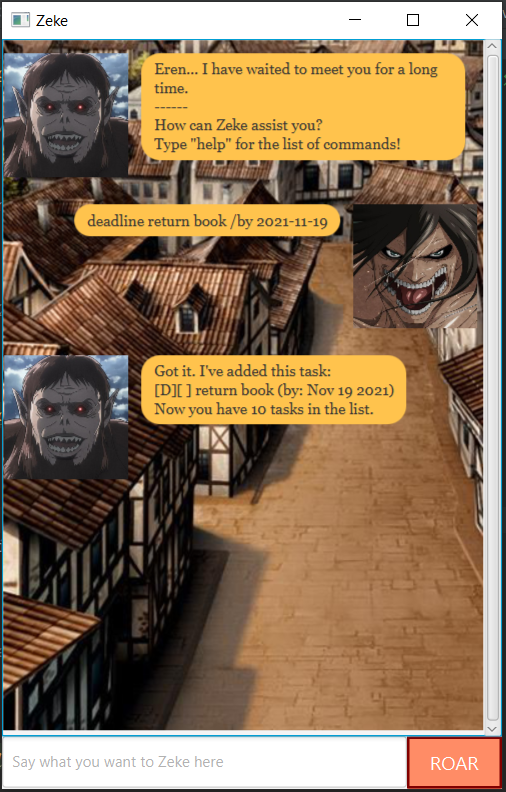 Zeke
Eren... I have waited to meet you for a long
time.
------
How can Zeke assist you?
Type "help" for the list of commands!
deadline return book /by 2021-11-19
Got it. I've added this task:
[D][ ] return book (by: Nov 19 2021)
Now you have 10 tasks in the list.
Say what you want to Zeke here
ROAR